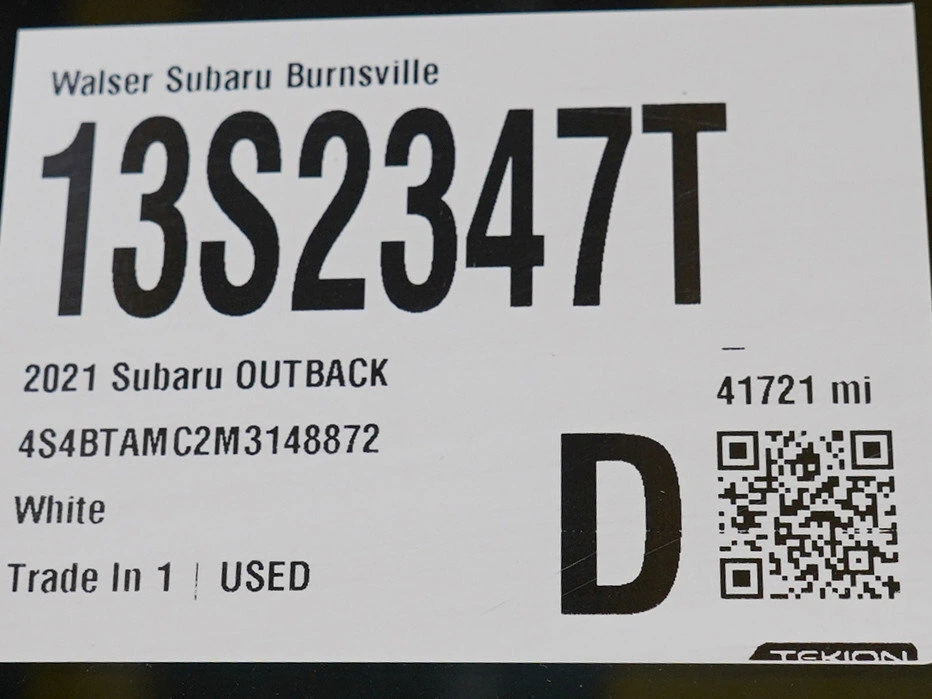 Walser Subaru Burnsville
13S2347T
2021 Subaru OUTBACK
41721 mi
4S4BTAMC2M3148872
D
White
Trade In 1 | USED
TEKION